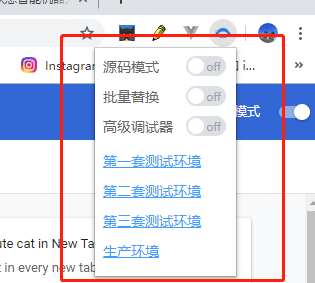 Instagran
i...
源码模式 off
模式
批量替换 off
高级调试器 off
第一套测试环境
第二套测试环境
第三套测试环境
ute cat in New Ta
生产环境
t in every new tab